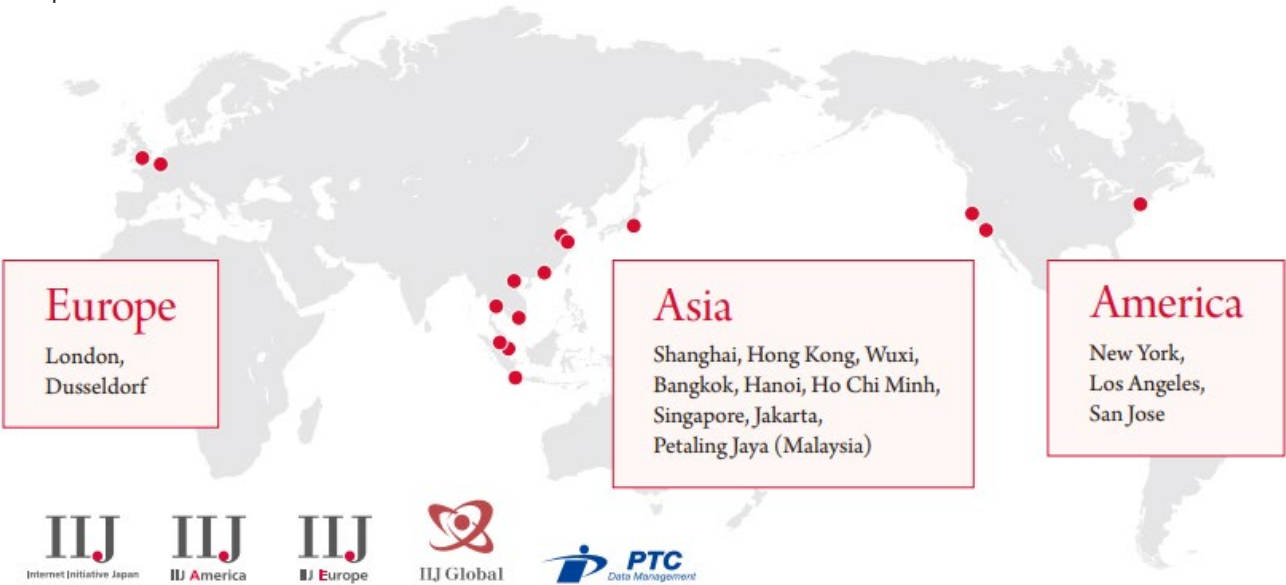 Europe
London,
Dusseldorf
Asia
Shanghai, Hong Kong, Wuxi,
Bangkok, Hanoi, Ho Chi Minh,
Singapore, Jakarta,
Petaling Jaya (Malaysia)
America
New York,
Los Angeles,
San Jose
IIJ
Internet Initiative Japan
IIJ
IIJ America
IIJ
IIJ Europe
IIJ Global
PTC
Data Management